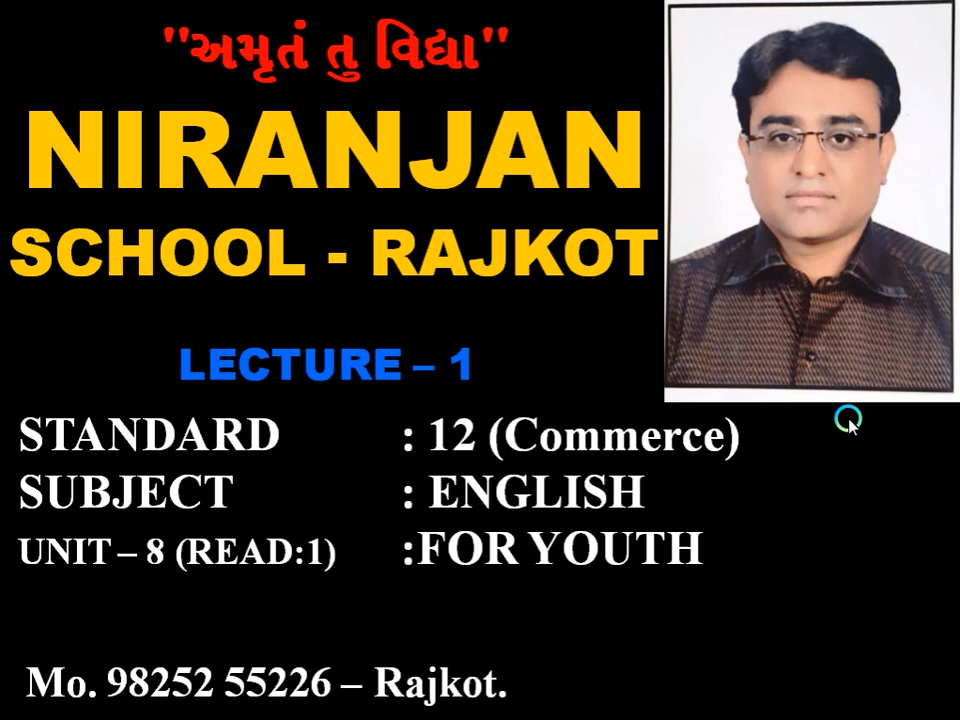 "અમૃતં તુ વિદ્યા"
NIRANJAN
SCHOOL - RAJKOT
LECTURE – 1
STANDARD : 12 (Commerce)
SUBJECT : ENGLISH
UNIT – 8 (READ:1) :FOR YOUTH
Mo. 98252 55226 – Rajkot.